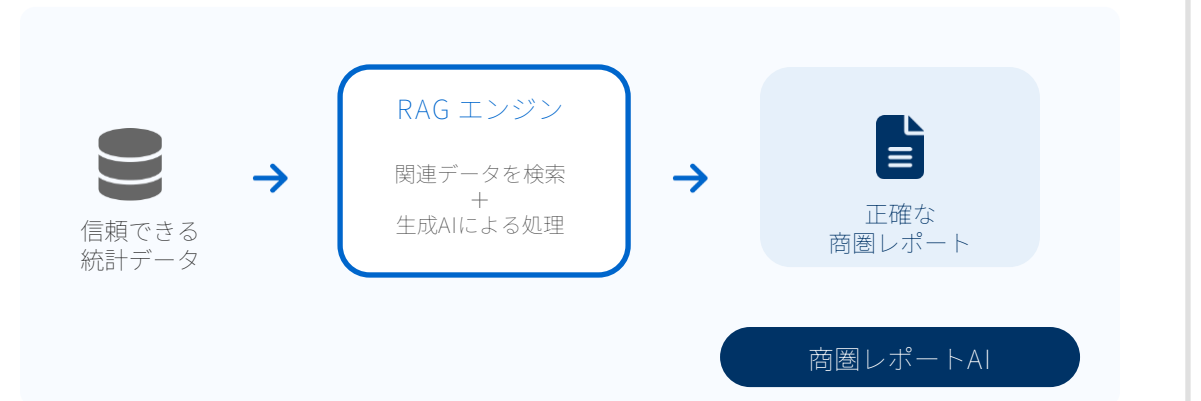 信頼できる
統計データ
RAG エンジン
関連データを検索
＋
生成AIによる処理
正確な
商圏レポート
商圏レポートAI